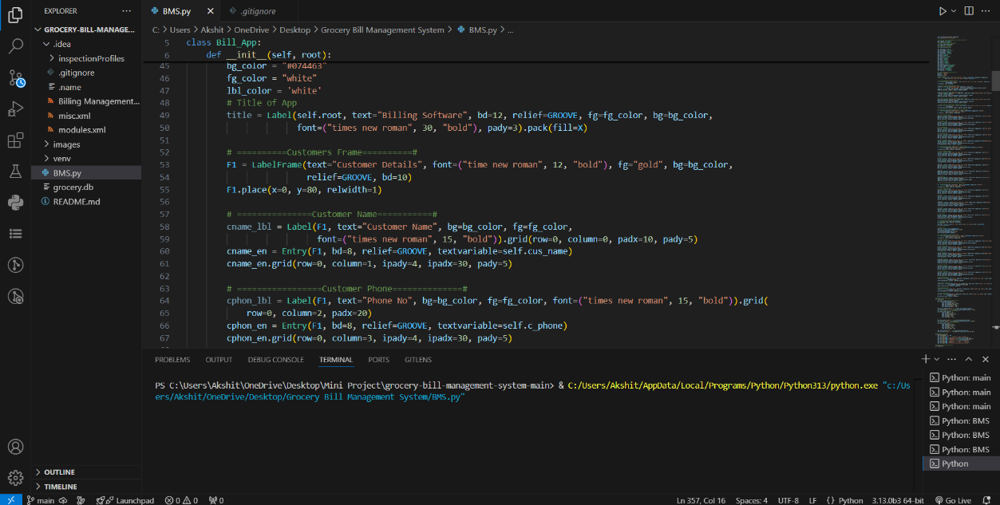 EXPLORER
GROCERY-BILL-MANAGE...
.idea
inspectionProfiles
.gitignore
.name
Billing Management...
misc.xml
modules.xml
images
venv
BMS.py
grocery.db
README.md
OUTLINE
TIMELINE
BMS.py
.gitignore
C: > Users > Akshit > OneDrive > Desktop > Grocery Bill Management System > BMS.py > ...
5 class Bill_App:
6 def __init__(self, root):
45 bg_color = "#074463"
46 fg_color = "white"
47 lbl_color = 'white'
48 # Title of App
49 title = Label(self.root, text="Billing Software", bd=12, relief=GROOVE, fg=fg_color, bg=bg_color,
50 font=("times new roman", 30, "bold"), pady=3).pack(fill=X)
51
52 # ==========Customers Frame==========#
53 F1 = LabelFrame(text="Customer Details", font=("time new roman", 12, "bold"), fg="gold", bg=bg_color,
54 relief=GROOVE, bd=10)
55 F1.place(x=0, y=80, relwidth=1)
56
57 # ===============Customer Name===========#
58 cname_lbl = Label(F1, text="Customer Name", bg=bg_color, fg=fg_color,
59 font=("times new roman", 15, "bold")).grid(row=0, column=0, padx=10, pady=5)
60 cname_en = Entry(F1, bd=8, relief=GROOVE, textvariable=self.cus_name)
61 cname_en.grid(row=0, column=1, ipady=4, ipadx=30, pady=5)
62
63 # =================Customer Phone==============#
64 cphon_lbl = Label(F1, text="Phone No", bg=bg_color, fg=fg_color, font=("times new roman", 15, "bold")).grid(
65 row=0, column=2, padx=20)
66 cphon_en = Entry(F1, bd=8, relief=GROOVE, textvariable=self.c_phone)
67 cphon_en.grid(row=0, column=3, ipady=4, ipadx=30, pady=5)
PROBLEMS OUTPUT DEBUG CONSOLE TERMINAL PORTS GITLENS
PS C:\Users\Akshit\OneDrive\Desktop\Mini Project\grocery-bill-management-system-main> & C:/Users/Akshit/AppData/Local/Programs/Python/Python313/python.exe "c:/Us
ers/Akshit/OneDrive/Desktop/Grocery Bill Management System/BMS.py"
Python: main
Python: main
Python: main
Python: BMS
Python: BMS
Python: BMS
Python
main Launchpad 0 0 0 Ln 357, Col 16 Spaces: 4 UTF-8 LF {} Python 3.13.0b3 64-bit Go Live